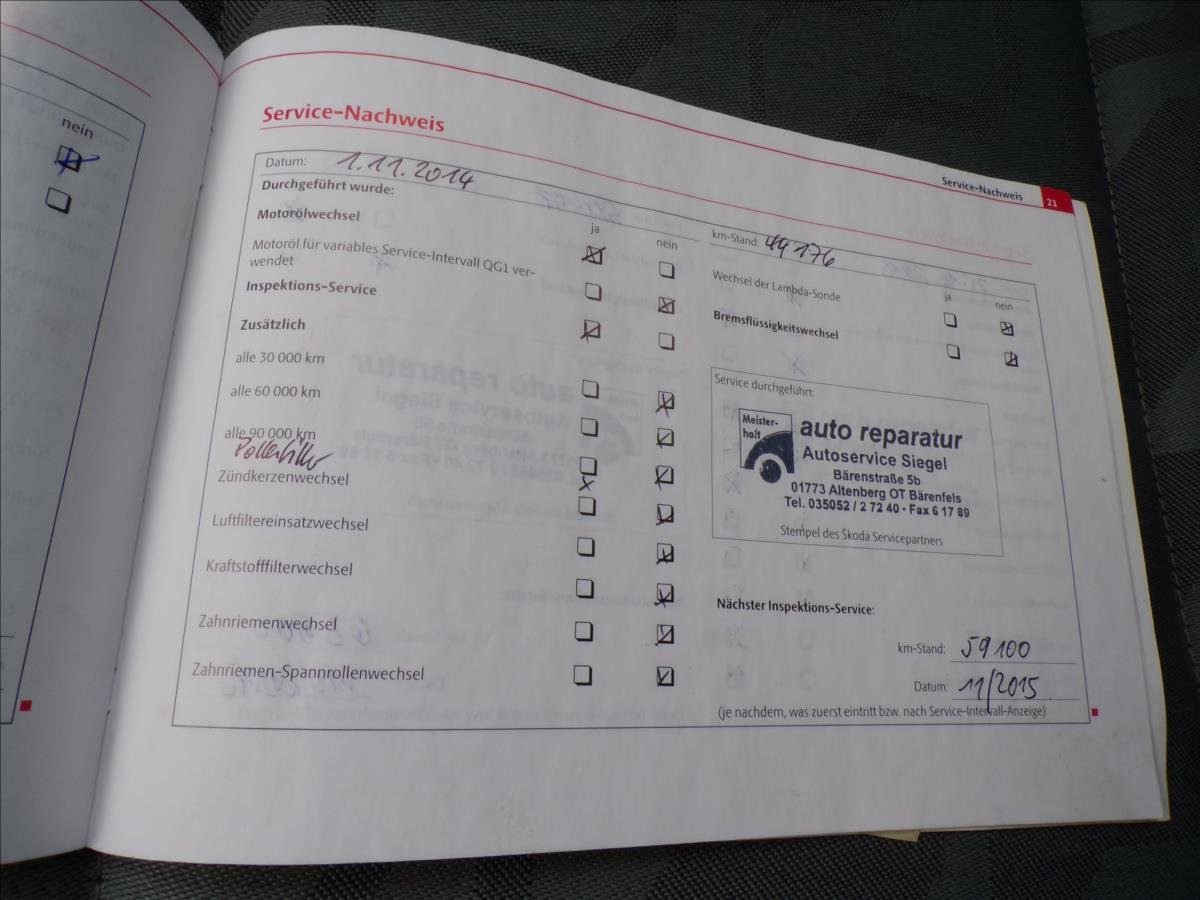 nein
Service-Nachweis
Service-Nachweis 21
Datum: 1.11.2014
km-Stand: 49176
Durchgeführt wurde:
ja nein
Motorölwechsel
Motoröl für variables Service-Intervall QG1 ver-
wendet
Inspektions-Service
Zusätzlich
alle 30 000 km
alle 60 000 km
alle 90 000 km
Pollenfilter
Zündkerzenwechsel
Luftfiltereinsatzwechsel
Kraftstofffilterwechsel
Zahnriemenwechsel
Zahnriemen-Spannrollenwechsel
ja nein
Wechsel der Lambda-Sonde
Bremsflüssigkeitswechsel
Service durchgeführt:
Meister-
haft
auto reparatur
Autoservice Siegel
Bärenstraße 5b
01773 Altenberg OT Bärenfels
Tel. 035052 / 2 72 40 • Fax 6 17 89
Stempel des Škoda Servicepartners
Nächster Inspektions-Service:
km-Stand: 59100
Datum: 11/2015
(je nachdem, was zuerst eintritt bzw. nach Service-Intervall-Anzeige)